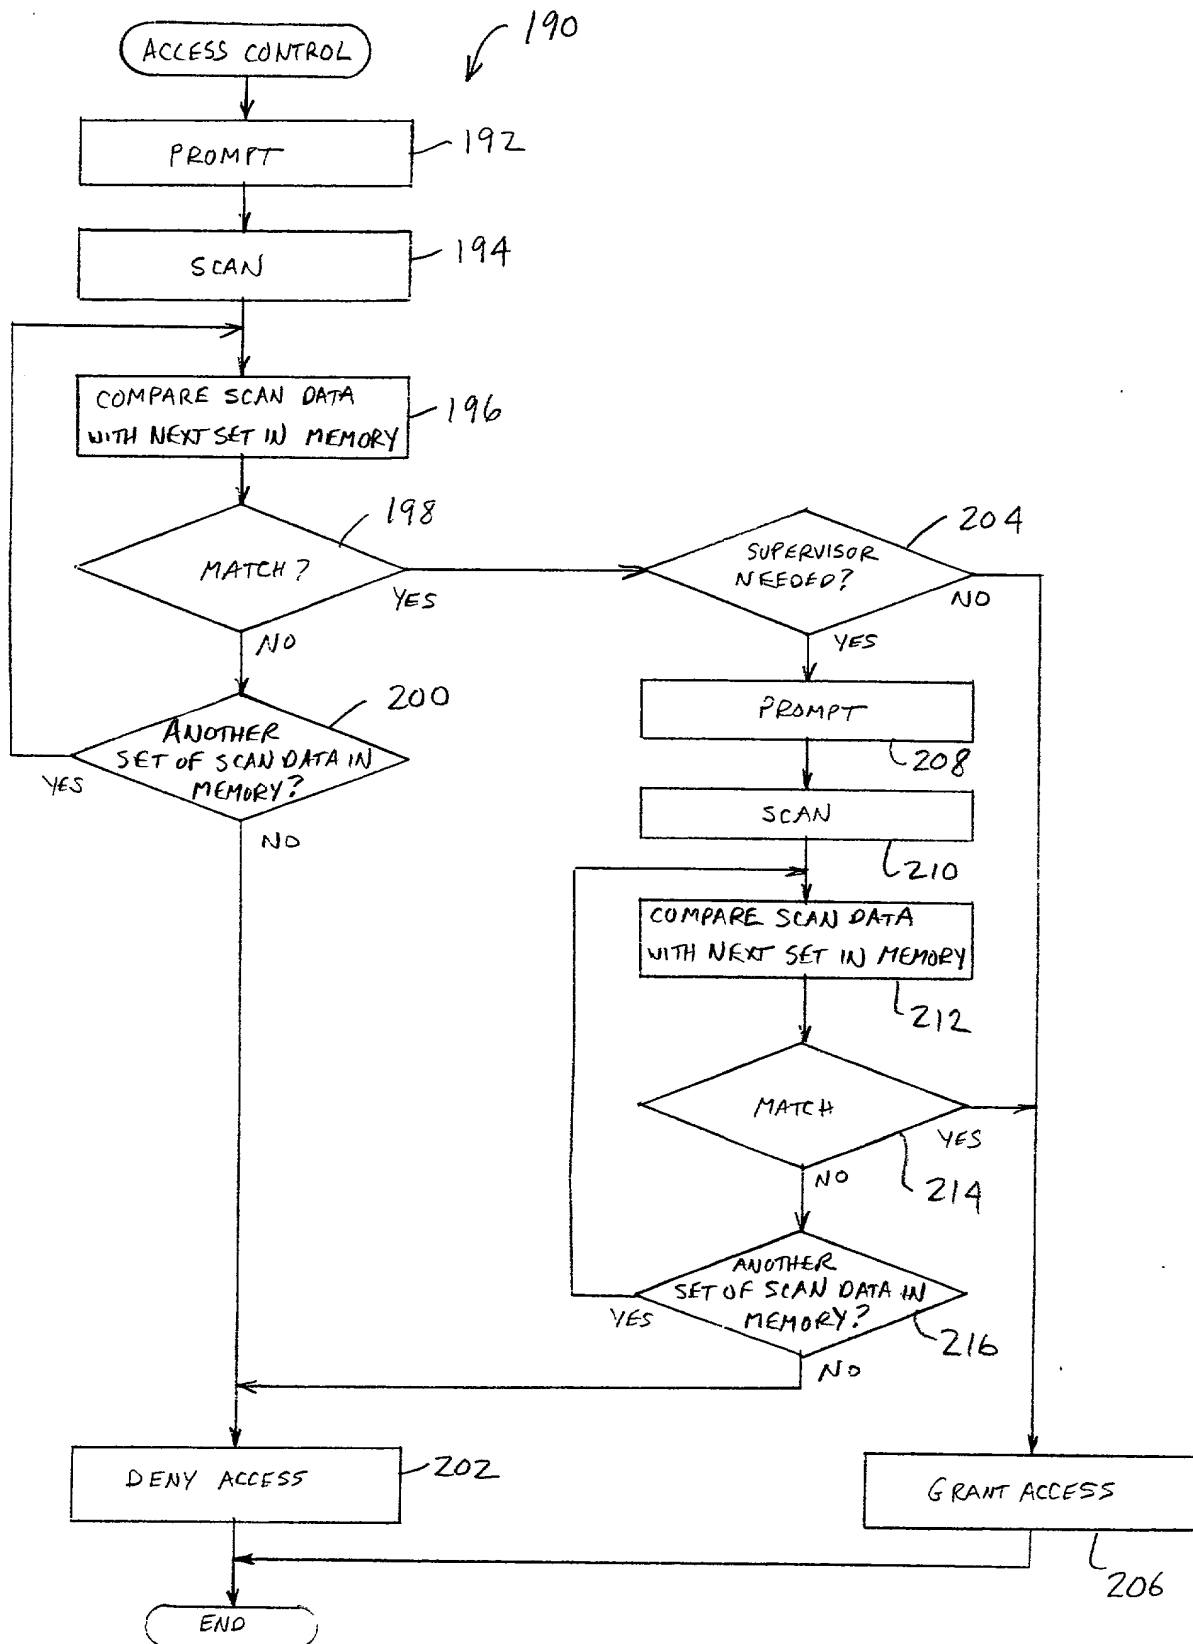 190
ACCESS CONTROL
PROMPT
192
SCAN
194
COMPARE SCAN DATA
WITH NEXT SET IN MEMORY
196
MATCH?
198
YES
NO
ANOTHER
SET OF SCAN DATA IN
MEMORY?
200
YES
NO
SUPERVISOR
NEEDED?
204
NO
YES
PROMPT
208
SCAN
210
COMPARE SCAN DATA
WITH NEXT SET IN MEMORY
212
MATCH
YES
214
NO
ANOTHER
SET OF SCAN DATA IN
MEMORY?
YES
216
NO
DENY ACCESS
202
GRANT ACCESS
206
END